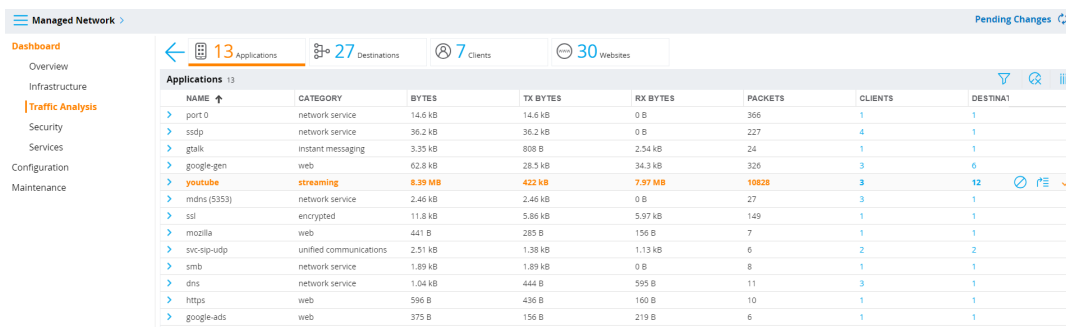 Managed Network
Pending Changes
Dashboard
Overview
Infrastructure
Traffic Analysis
Security
Services
Configuration
Maintenance
13 Applications 27 Destinations 7 Clients www 30 Websites
Applications 13
NAME CATEGORY BYTES TX BYTES RX BYTES PACKETS CLIENTS DESTINAT
port 0 network service 14.6 kB 14.6 kB 0 B 366 1 1
ssdp network service 36.2 kB 36.2 kB 0 B 227 4 1
gtalk instant messaging 3.35 kB 808 B 2.54 kB 24 1 1
google-gen web 62.8 kB 28.5 kB 34.3 kB 326 3 6
youtube streaming 8.39 MB 422 kB 7.97 MB 10828 3 12
mdns (5353) network service 2.46 kB 2.46 kB 0 B 27 3 1
ssl encrypted 11.8 kB 5.86 kB 5.97 kB 149 1 1
mozilla web 441 B 285 B 156 B 7 1 1
svc-sip-udp unified communications 2.51 kB 1.38 kB 1.13 kB 6 2 2
smb network service 1.89 kB 1.89 kB 0 B 8 1 1
dns network service 1.04 kB 444 B 595 B 11 3 1
https web 596 B 436 B 160 B 10 1 1
google-ads web 375 B 156 B 219 B 6 1 1